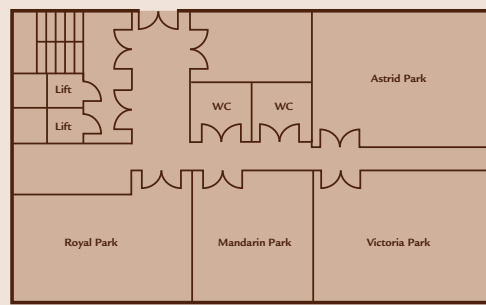 Astrid Park
Lift
WC
WC
Lift
Royal Park
Mandarin Park
Victoria Park